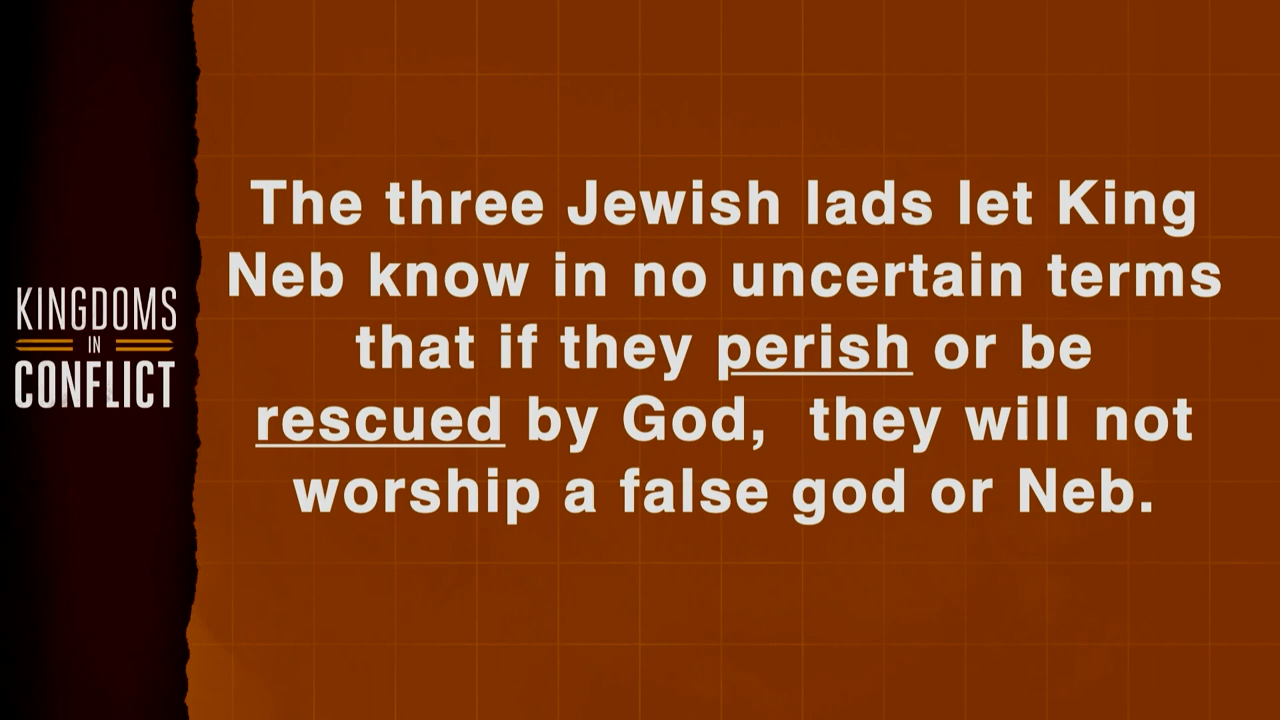 KINGDOMS
IN
CONFLICT
The three Jewish lads let King
Neb know in no uncertain terms
that if they perish or be
rescued by God,  they will not
worship a false god or Neb.